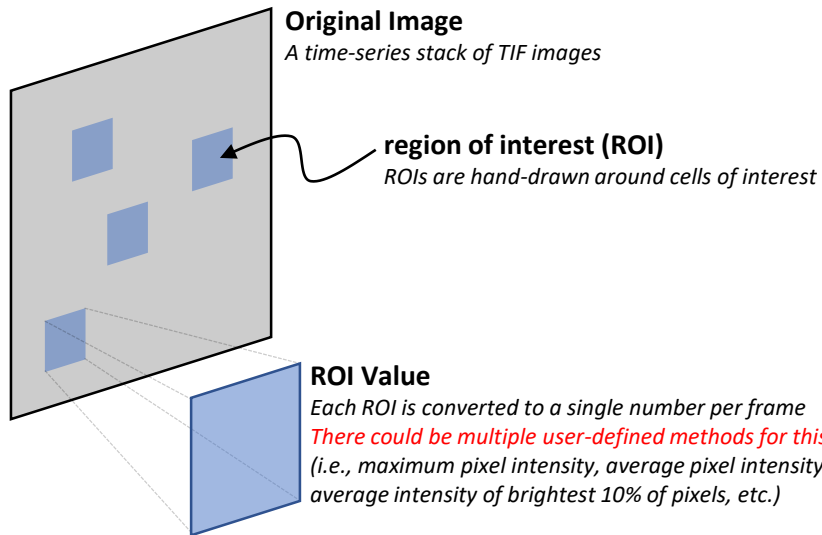 Original Image
A time-series stack of TIF images
region of interest (ROI)
ROIs are hand-drawn around cells of interest
ROI Value
Each ROI is converted to a single number per frame
There could be multiple user-defined methods for this
(i.e., maximum pixel intensity, average pixel intensity
average intensity of brightest 10% of pixels, etc.)